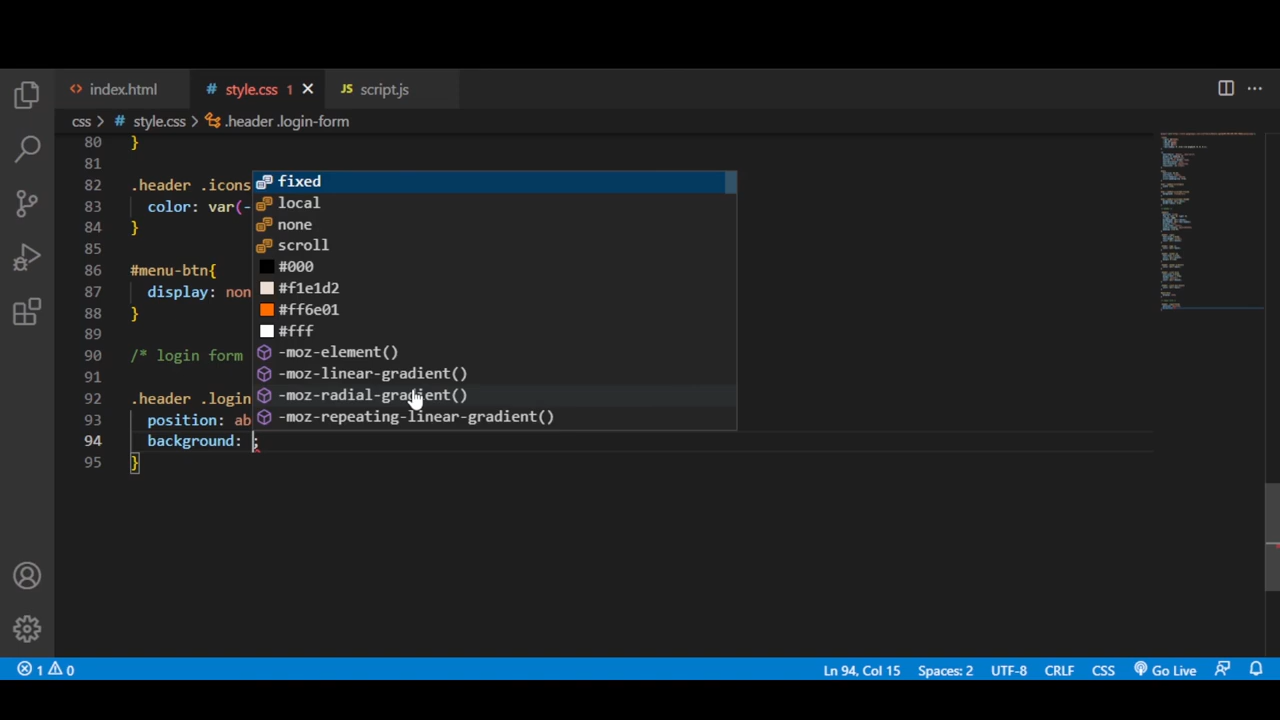 index.html
style.css 1
JS script.js
css > # style.css > .header .login-form
80 }
81
82 .header .icons
83 color: var(-
84 }
85
86 #menu-btn{
87 display: non
88 }
89
90 /* login form
91
92 .header .login
93 position: ab
94 background: ;
95 }
fixed
local
none
scroll
#000
#f1e1d2
#ff6e01
#fff
-moz-element()
-moz-linear-gradient()
-moz-radial-gradient()
-moz-repeating-linear-gradient()
1 0 Ln 94, Col 15 Spaces: 2 UTF-8 CRLF CSS Go Live